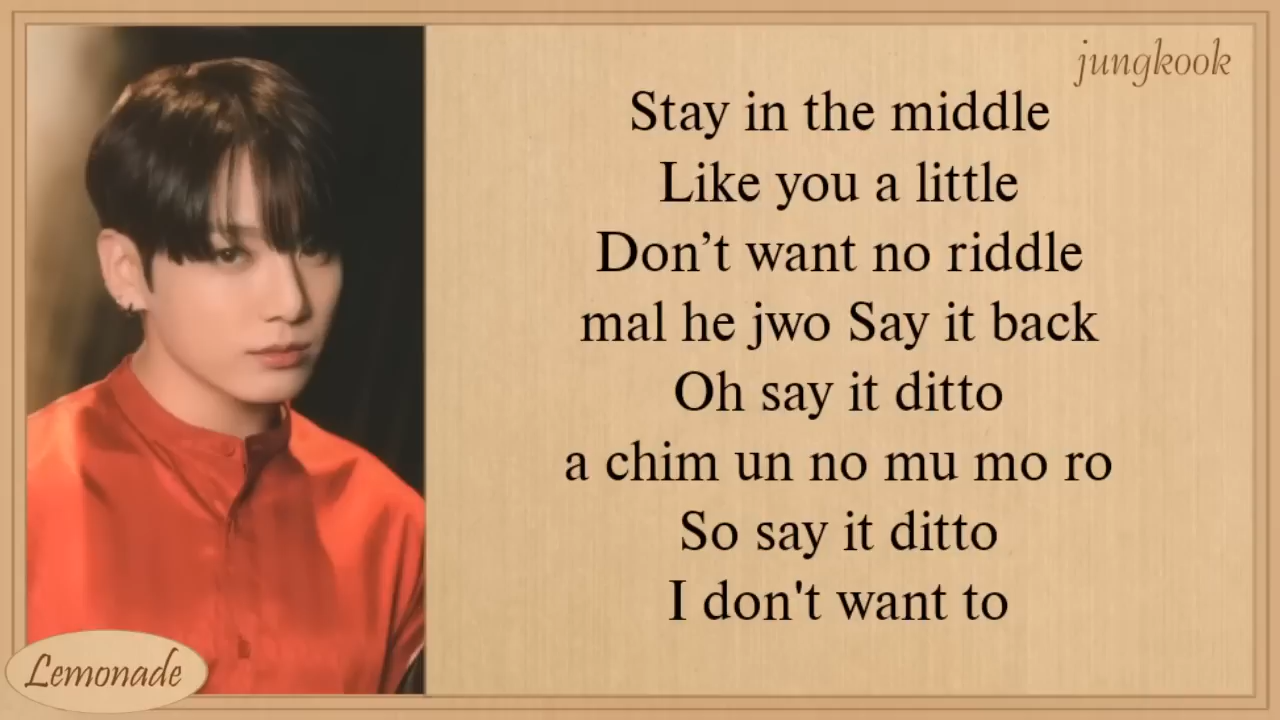 jungkook
Stay in the middle
Like you a little
Don’t want no riddle
mal he jwo Say it back
Oh say it ditto
a chim un no mu mo ro
So say it ditto
I don't want to
Lemonade